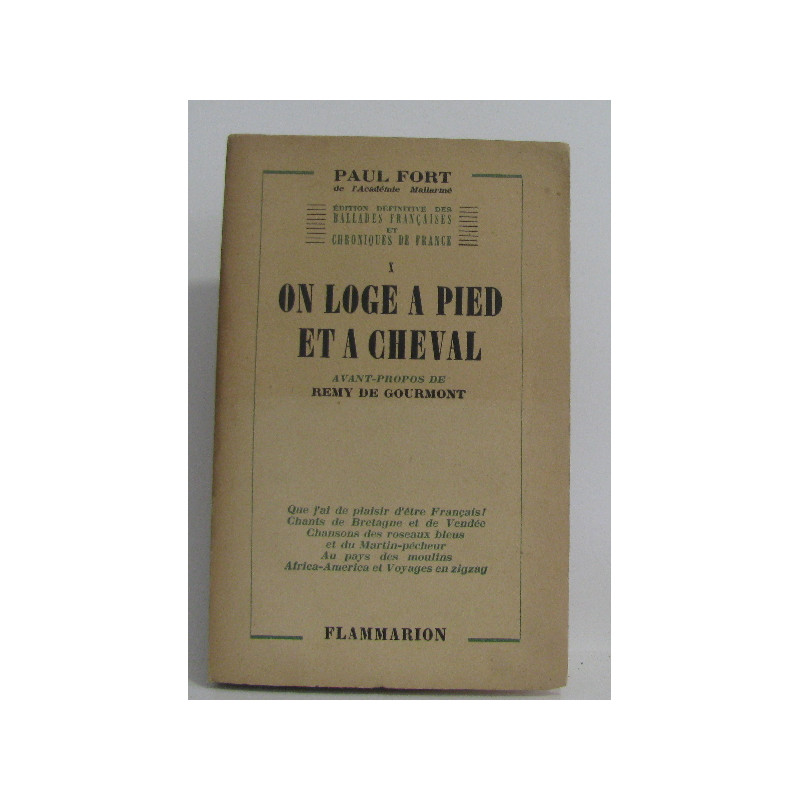 PAUL FORT
de l'Académie Mallarmé
ÉDITION DÉFINITIVE DES
BALLADES FRANÇAISES
ET
CHRONIQUES DE FRANCE
X
ON LOGE A PIED
ET A CHEVAL
AVANT-PROPOS DE
REMY DE GOURMONT
Que j'ai de plaisir d'être Français!
Chants de Bretagne et de Vendée
Chansons des roseaux bleus
et du Martin-pêcheur
Au pays des moulins
Africa-America et Voyages en zigzag
FLAMMARION